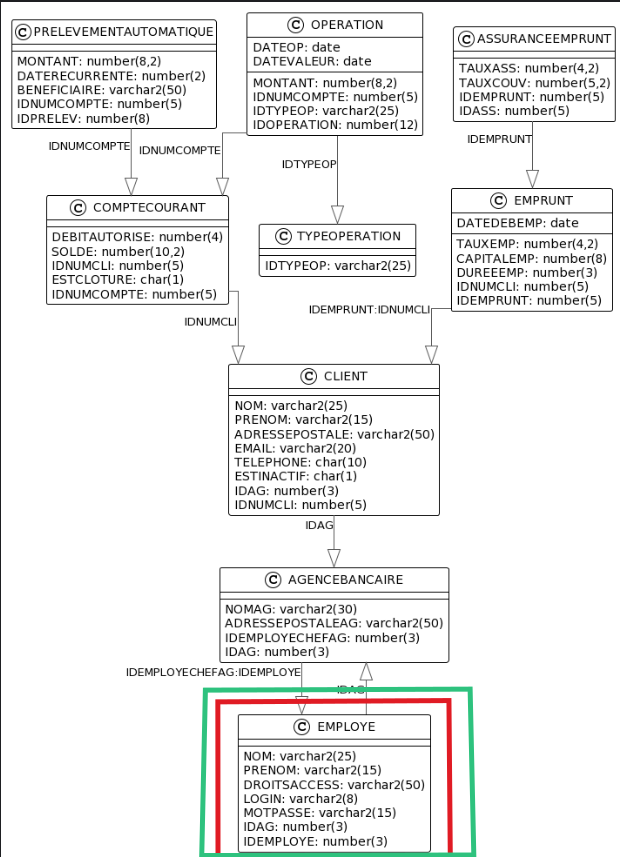 C PRELEVEMENTAUTOMATIQUE
MONTANT: number(8,2)
DATERECURRENTE: number(2)
BENEFICIAIRE: varchar2(50)
IDNUMCOMPTE: number(5)
IDPRELEV: number(8)
C OPERATION
DATEOP: date
DATEVALEUR: date
MONTANT: number(8,2)
IDNUMCOMPTE: number(5)
IDTYPEOP: varchar2(25)
IDOPERATION: number(12)
C ASSURANCEEMPRUNT
TAUXASS: number(4,2)
TAUXCOUV: number(5,2)
IDEMPRUNT: number(5)
IDASS: number(5)
IDNUMCOMPTE
IDNUMCOMPTE
IDTYPEOP
IDEMPRUNT
C COMPTECOURANT
DEBITAUTORISE: number(4)
SOLDE: number(10,2)
IDNUMCLI: number(5)
ESTCLOTURE: char(1)
IDNUMCOMPTE: number(5)
C TYPEOPERATION
IDTYPEOP: varchar2(25)
C EMPRUNT
DATEDEBEMP: date
TAUXEMP: number(4,2)
CAPITALEMP: number(8)
DUREEEMP: number(3)
IDNUMCLI: number(5)
IDEMPRUNT: number(5)
IDNUMCLI
IDEMPRUNT:IDNUMCLI
C CLIENT
NOM: varchar2(25)
PRENOM: varchar2(15)
ADRESSEPOSTALE: varchar2(50)
EMAIL: varchar2(20)
TELEPHONE: char(10)
ESTINACTIF: char(1)
IDAG: number(3)
IDNUMCLI: number(5)
IDAG
C AGENCEBANCAIRE
NOMAG: varchar2(30)
ADRESSEPOSTALEAG: varchar2(50)
IDEMPLOYECHEFAG: number(3)
IDAG: number(3)
IDEMPLOYECHEFAG:IDEMPLOYE
IDAG
C EMPLOYE
NOM: varchar2(25)
PRENOM: varchar2(15)
DROITSACCESS: varchar2(50)
LOGIN: varchar2(8)
MOTPASSE: varchar2(15)
IDAG: number(3)
IDEMPLOYE: number(3)